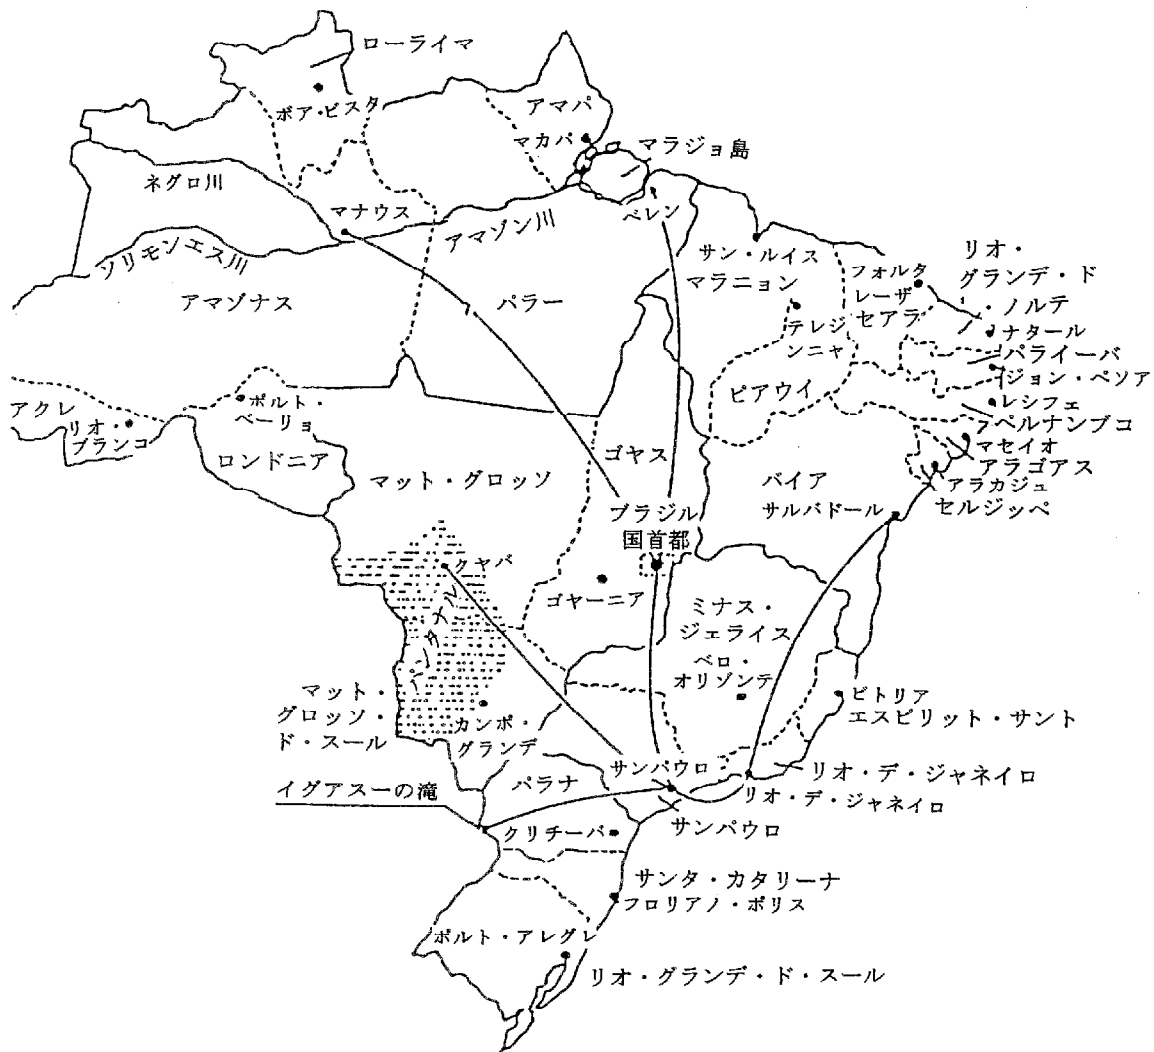 ローライマ
ボア・ビスタ
アマパ
マカパ
マラジョ島
ネグロ川
マナウス
ベレン
アマゾン川
ソリモンエス川
アマゾナス
パラー
サン・ルイス
マラニョン
フォルタ
レーザ
セアラ
リオ・
グランデ・ド
・ノルテ
ナタール
テレジ
ンニャ
パライーバ
ジョン・ペソア
ピアウイ
レシフェ
ペルナンブコ
アクレ
リオ・
ブランコ
ポルト・
ベーリョ
ロンドニア
マセイオ
アラゴアス
アラカジュ
セルジッペ
ゴヤス
マット・グロッソ
バイア
サルバドール
ブラジル
国首都
クヤバ
パンタナル
ゴヤーニア
ミナス・
ジェライス
ベロ・
オリゾンテ
マット・
グロッソ・
ド・スール
カンポ・
グランデ
ビトリア
エスピリット・サント
サンパウロ
リオ・デ・ジャネイロ
リオ・デ・ジャネイロ
イグアスーの滝
パラナ
クリチーバ
サンパウロ
サンタ・カタリーナ
フロリアノ・ポリス
ポルト・アレグレ
リオ・グランデ・ド・スール